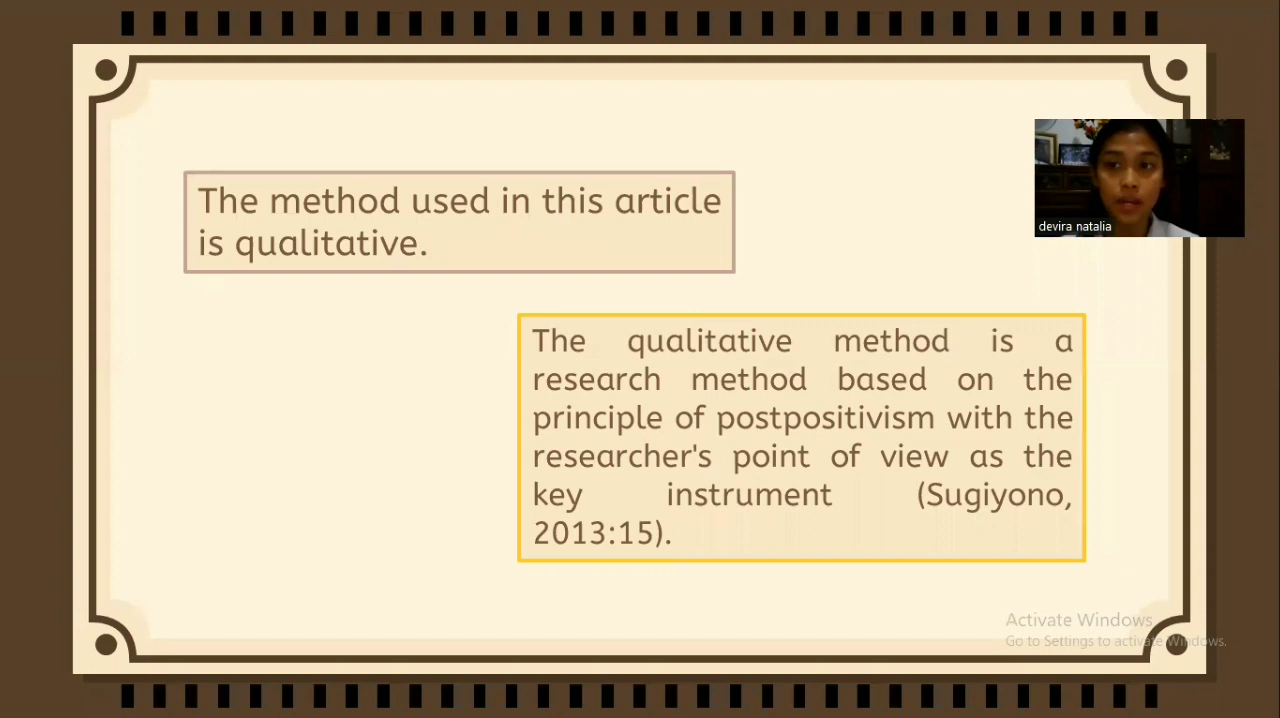 The method used in this article
is qualitative.
devira natalia
The qualitative method is a
research method based on the
principle of postpositivism with the
researcher's point of view as the
key instrument (Sugiyono,
2013:15).
Activate Windows
Go to Settings to activate Windows.